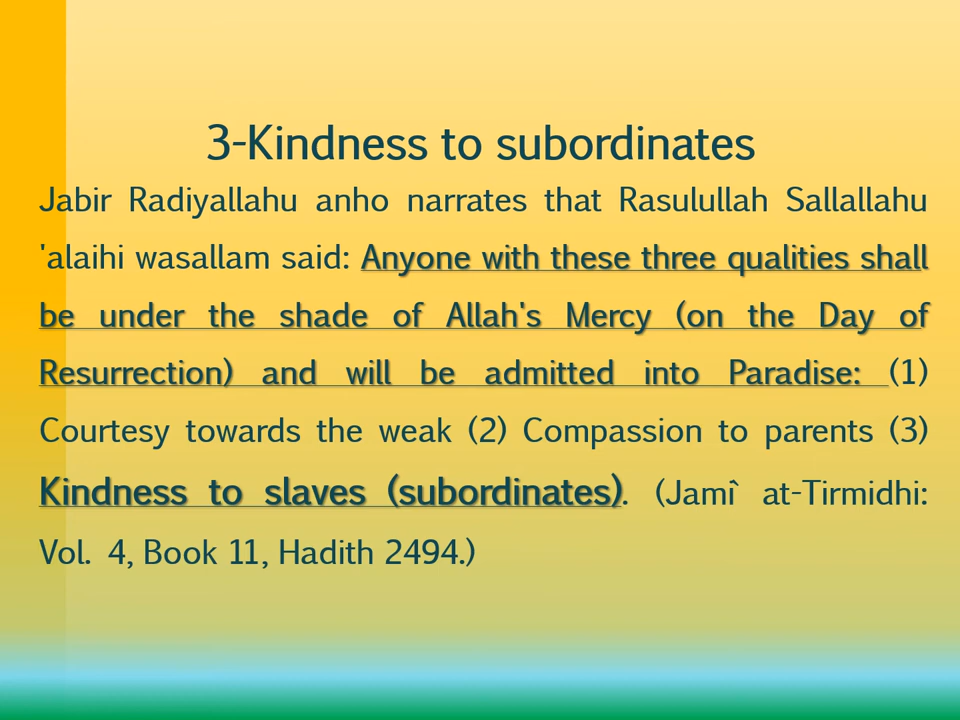 3-Kindness to subordinates
Jabir Radiyallahu anho narrates that Rasulullah Sallallahu
'alaihi wasallam said: Anyone with these three qualities shall
be under the shade of Allah's Mercy (on the Day of
Resurrection) and will be admitted into Paradise: (1)
Courtesy towards the weak (2) Compassion to parents (3)
Kindness to slaves (subordinates). (Jamî at-Tirmidhi:
Vol. 4, Book 11, Hadith 2494.)